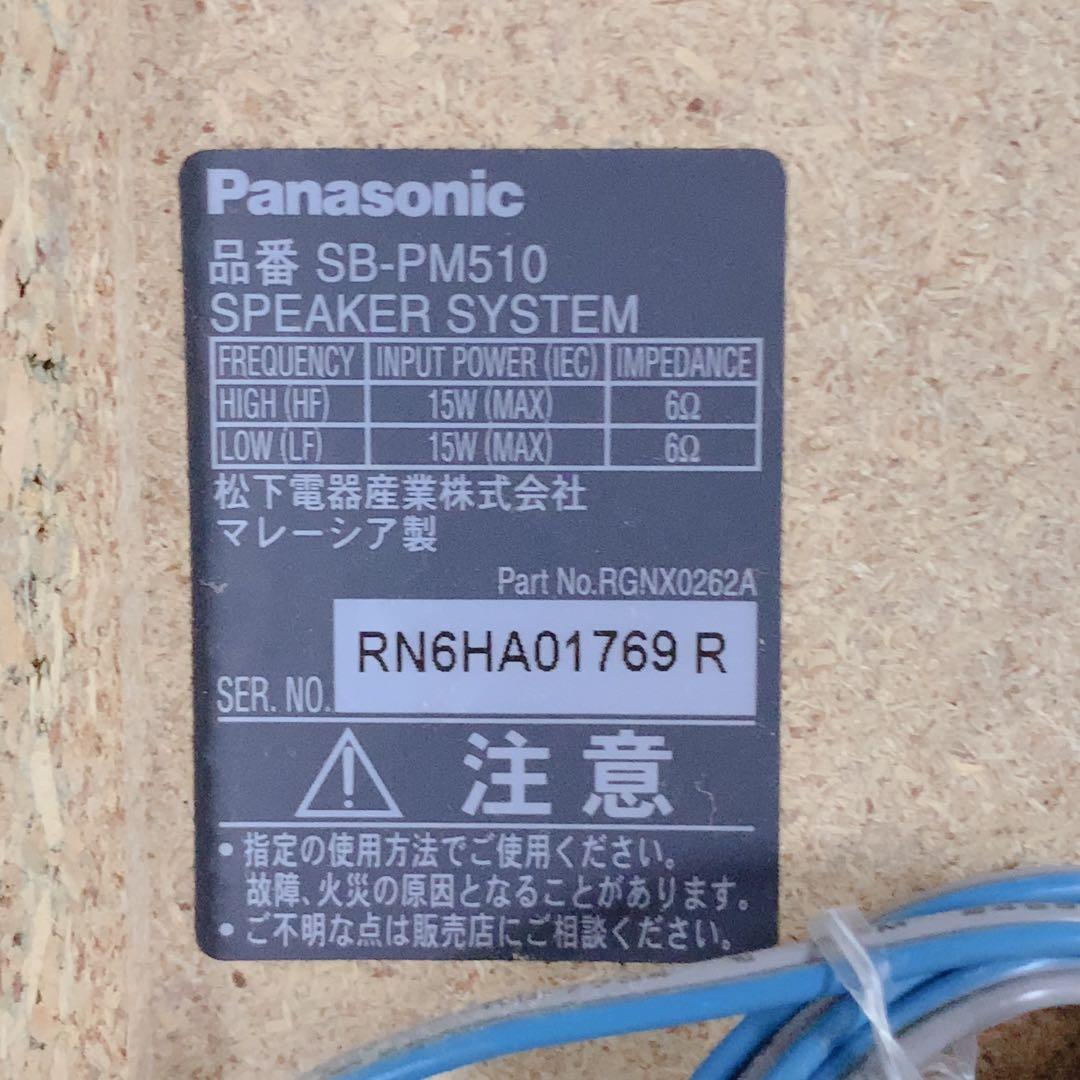 Panasonic
品番 SB-PM510
SPEAKER SYSTEM
FREQUENCY INPUT POWER (IEC) IMPEDANCE
HIGH (HF) 15W (MAX) 6Ω
LOW (LF) 15W (MAX) 6Ω
松下電器産業株式会社
マレーシア製
Part No.RGNX0262A
SER. NO. RN6HA01769 R
注意
• 指定の使用方法でご使用ください。
故障、火災の原因となることがあります。
• ご不明な点は販売店にご相談ください。